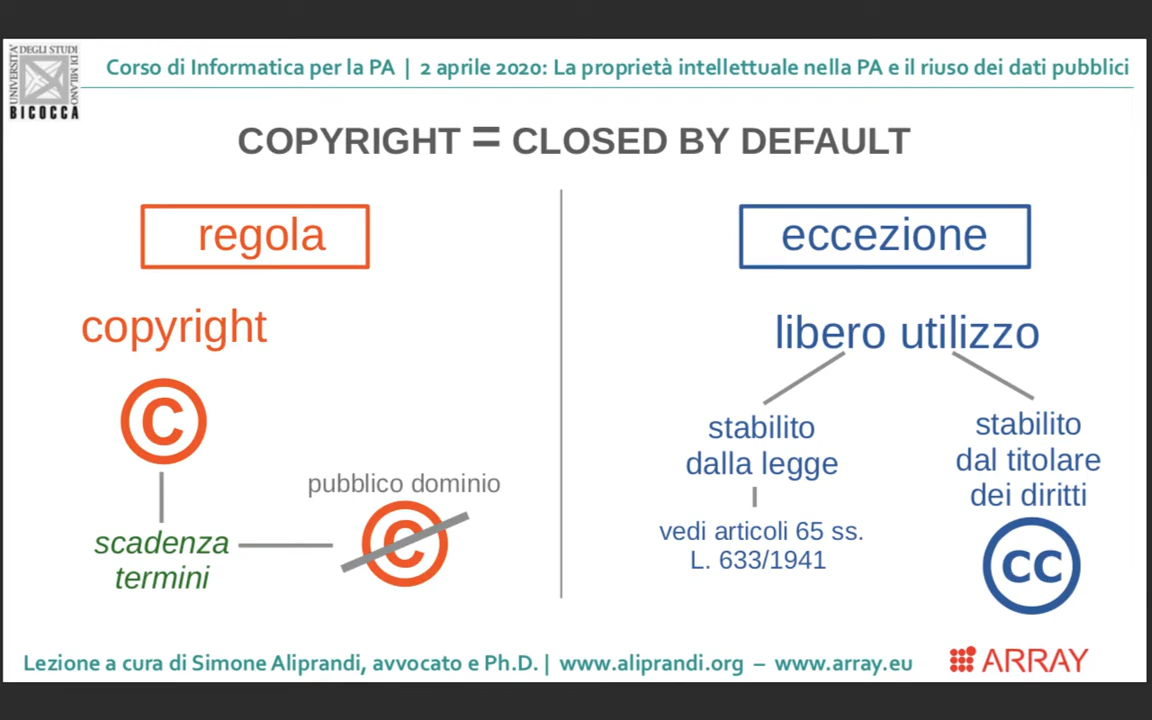 UNIVERSITA'
DEGLI STUDI
DI MILANO
BICOCCA
Corso di Informatica per la PA | 2 aprile 2020: La proprietà intellettuale nella PA e il riuso dei dati pubblici
COPYRIGHT = CLOSED BY DEFAULT
regola
copyright
C
scadenza
termini
pubblico dominio
C
eccezione
libero utilizzo
stabilito
dalla legge
vedi articoli 65 ss.
L. 633/1941
stabilito
dal titolare
dei diritti
CC
Lezione a cura di Simone Aliprandi, avvocato e Ph.D. | www.aliprandi.org – www.array.eu
ARRAY